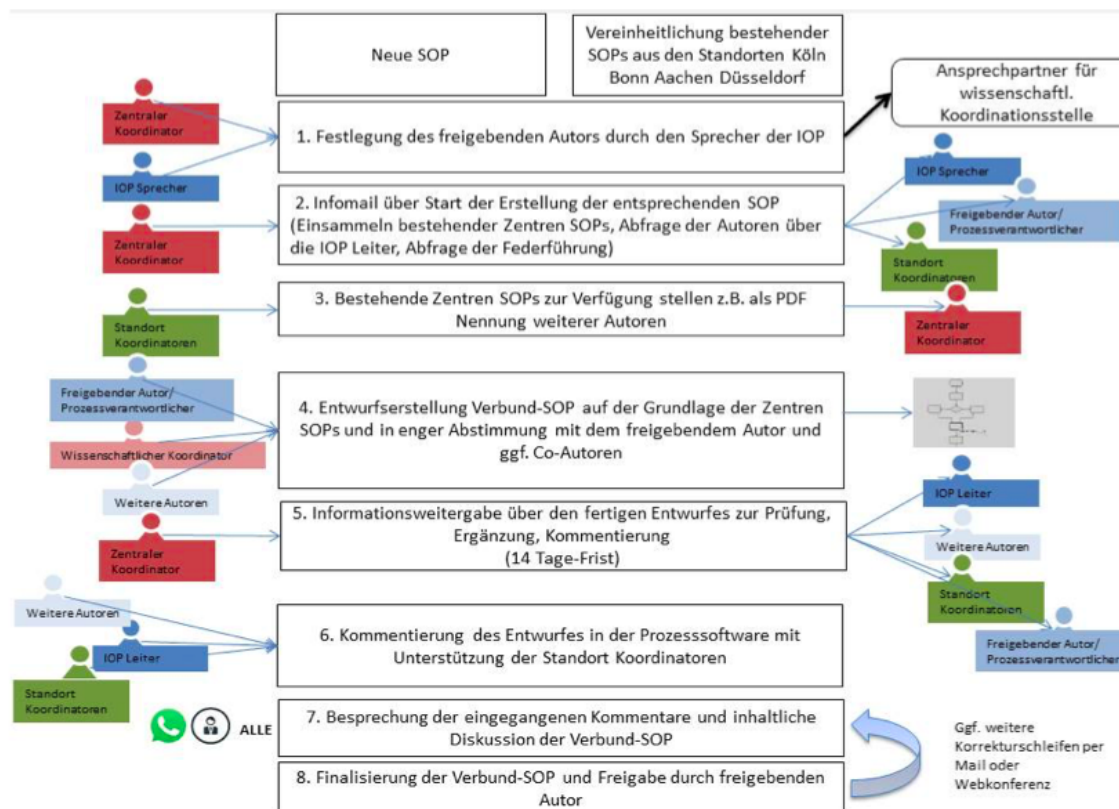 Neue SOP
Vereinheitlichung bestehender
SOPs aus den Standorten Köln
Bonn Aachen Düsseldorf
Ansprechpartner für
wissenschaftl.
Koordinationsstelle
Zentraler
Koordinator
IOP Sprecher
1. Festlegung des freigebenden Autors durch den Sprecher der IOP
IOP Sprecher
Freigebender Autor/
Prozessverantwortlicher
Standort
Koordinatoren
Zentraler
Koordinator
2. Infomail über Start der Erstellung der entsprechenden SOP
(Einsammeln bestehender Zentren SOPs, Abfrage der Autoren über
die IOP Leiter, Abfrage der Federführung)
Standort
Koordinatoren
3. Bestehende Zentren SOPs zur Verfügung stellen z.B. als PDF
Nennung weiterer Autoren
Zentraler
Koordinator
Freigebender Autor/
Prozessverantwortlicher
Wissenschaftlicher Koordinator
Weitere Autoren
4. Entwurfserstellung Verbund-SOP auf der Grundlage der Zentren
SOPs und in enger Abstimmung mit dem freigebendem Autor und
ggf. Co-Autoren
Zentraler
Koordinator
5. Informationsweitergabe über den fertigen Entwurfes zur Prüfung,
Ergänzung, Kommentierung
(14 Tage-Frist)
IOP Leiter
Weitere Autoren
Standort
Koordinatoren
Freigebender Autor/
Prozessverantwortlicher
Weitere Autoren
IOP Leiter
Standort
Koordinatoren
6. Kommentierung des Entwurfes in der Prozesssoftware mit
Unterstützung der Standort Koordinatoren
ALLE
7. Besprechung der eingegangenen Kommentare und inhaltliche
Diskussion der Verbund-SOP
8. Finalisierung der Verbund-SOP und Freigabe durch freigebenden
Autor
Ggf. weitere
Korrekturschleifen per
Mail oder
Webkonferenz